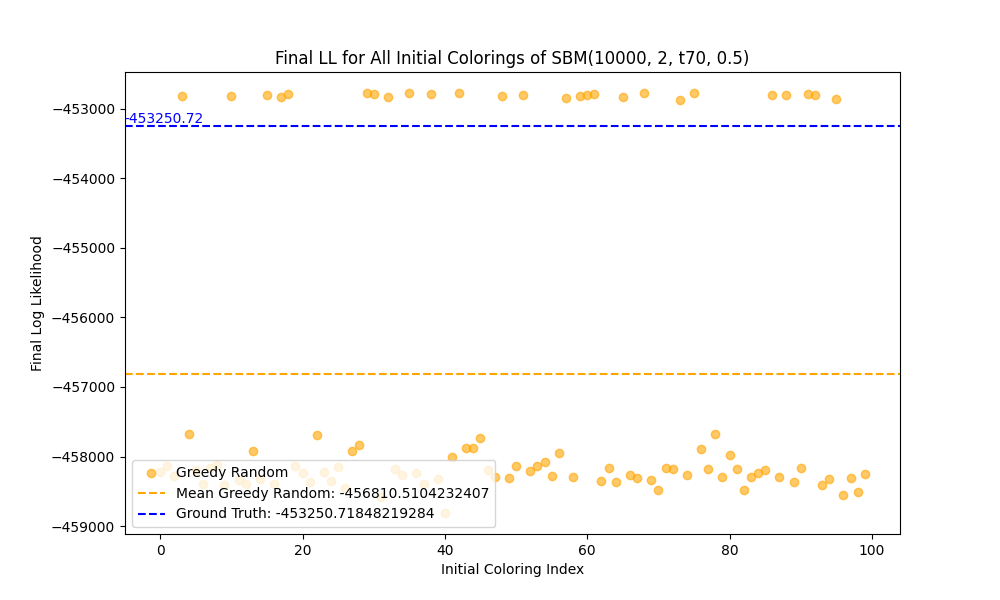 Final LL for All Initial Colorings of SBM(10000, 2, t70, 0.5)
Final Log Likelihood
−453000
-453250.72
−454000
−455000
−456000
−457000
−458000
−459000
Greedy Random
Mean Greedy Random: -456810.5104232407
Ground Truth: -453250.71848219284
0 20 40 60 80 100
Initial Coloring Index